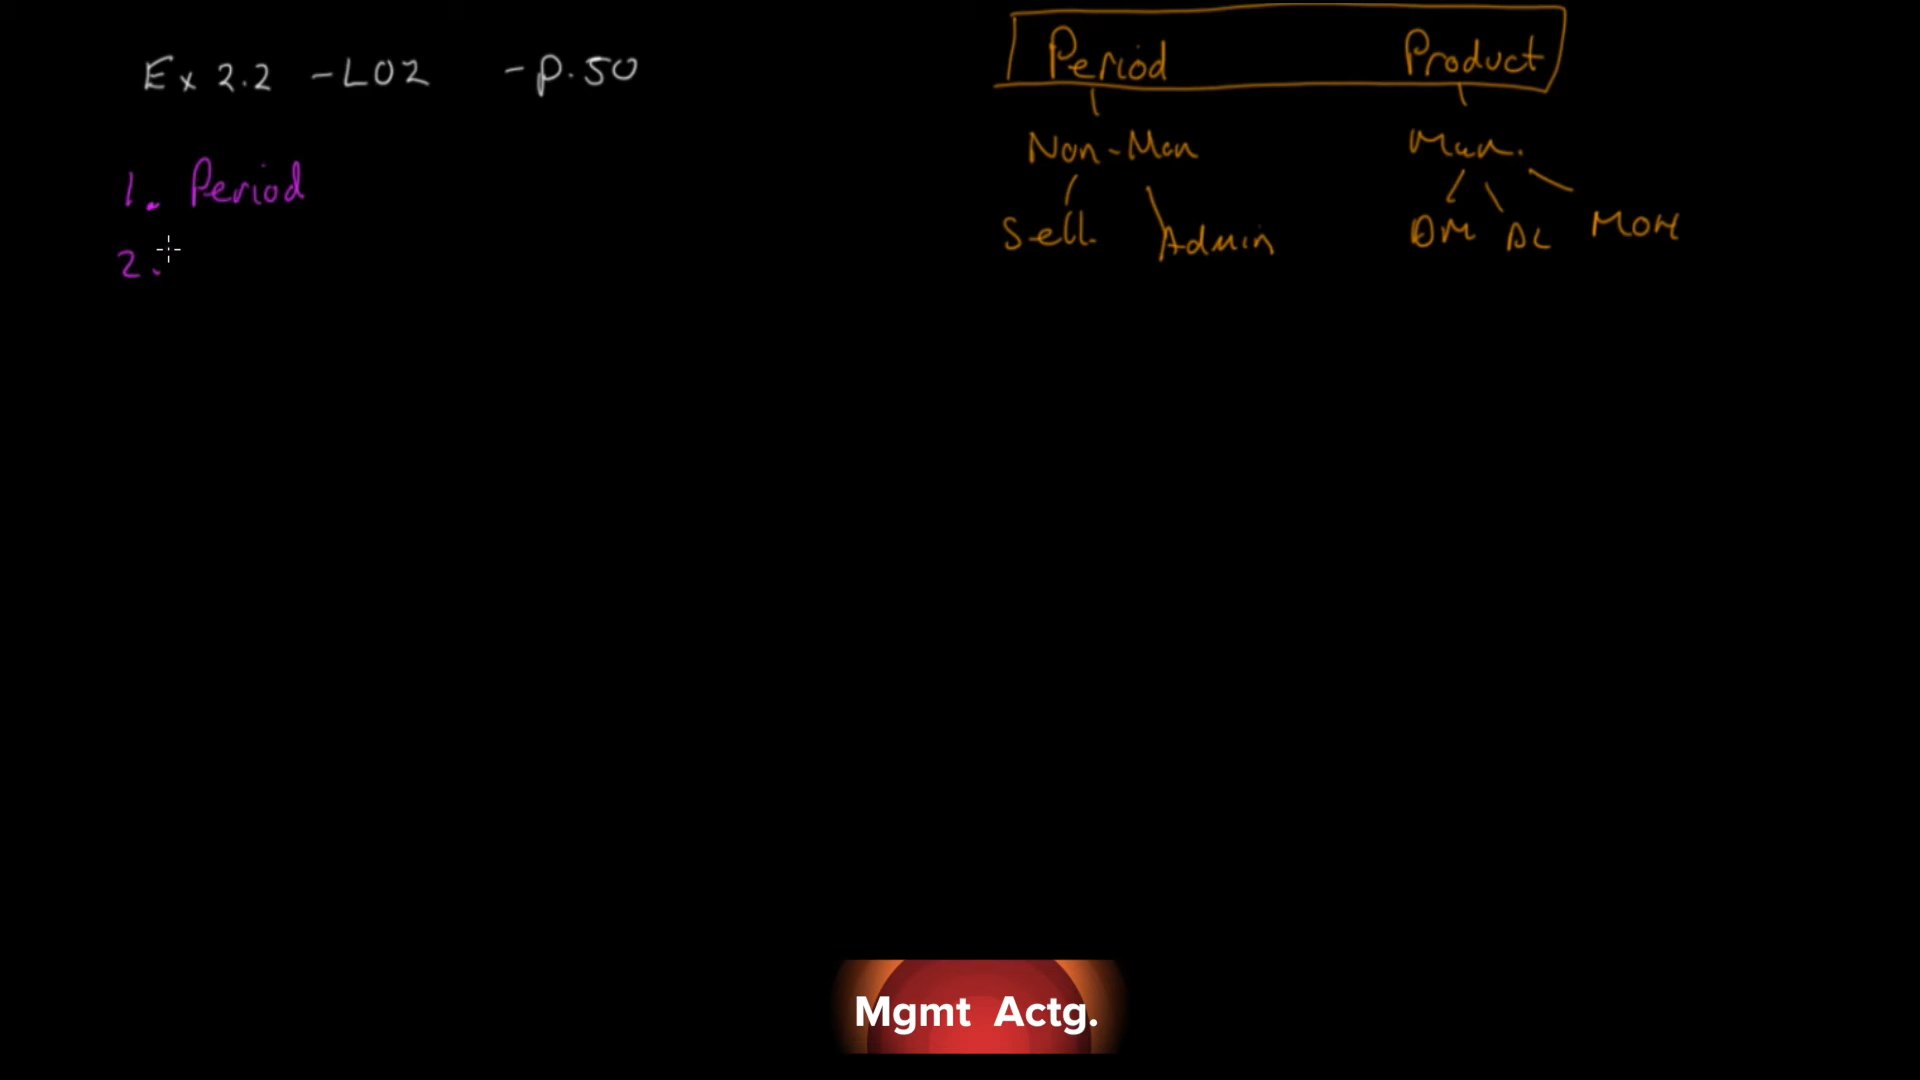 Ex 2.2 - LO2 - p.50
1. Period
2.
Period Product
Non-Man Man.
Sell. Admin DM DL MOH
Mgmt Actg.